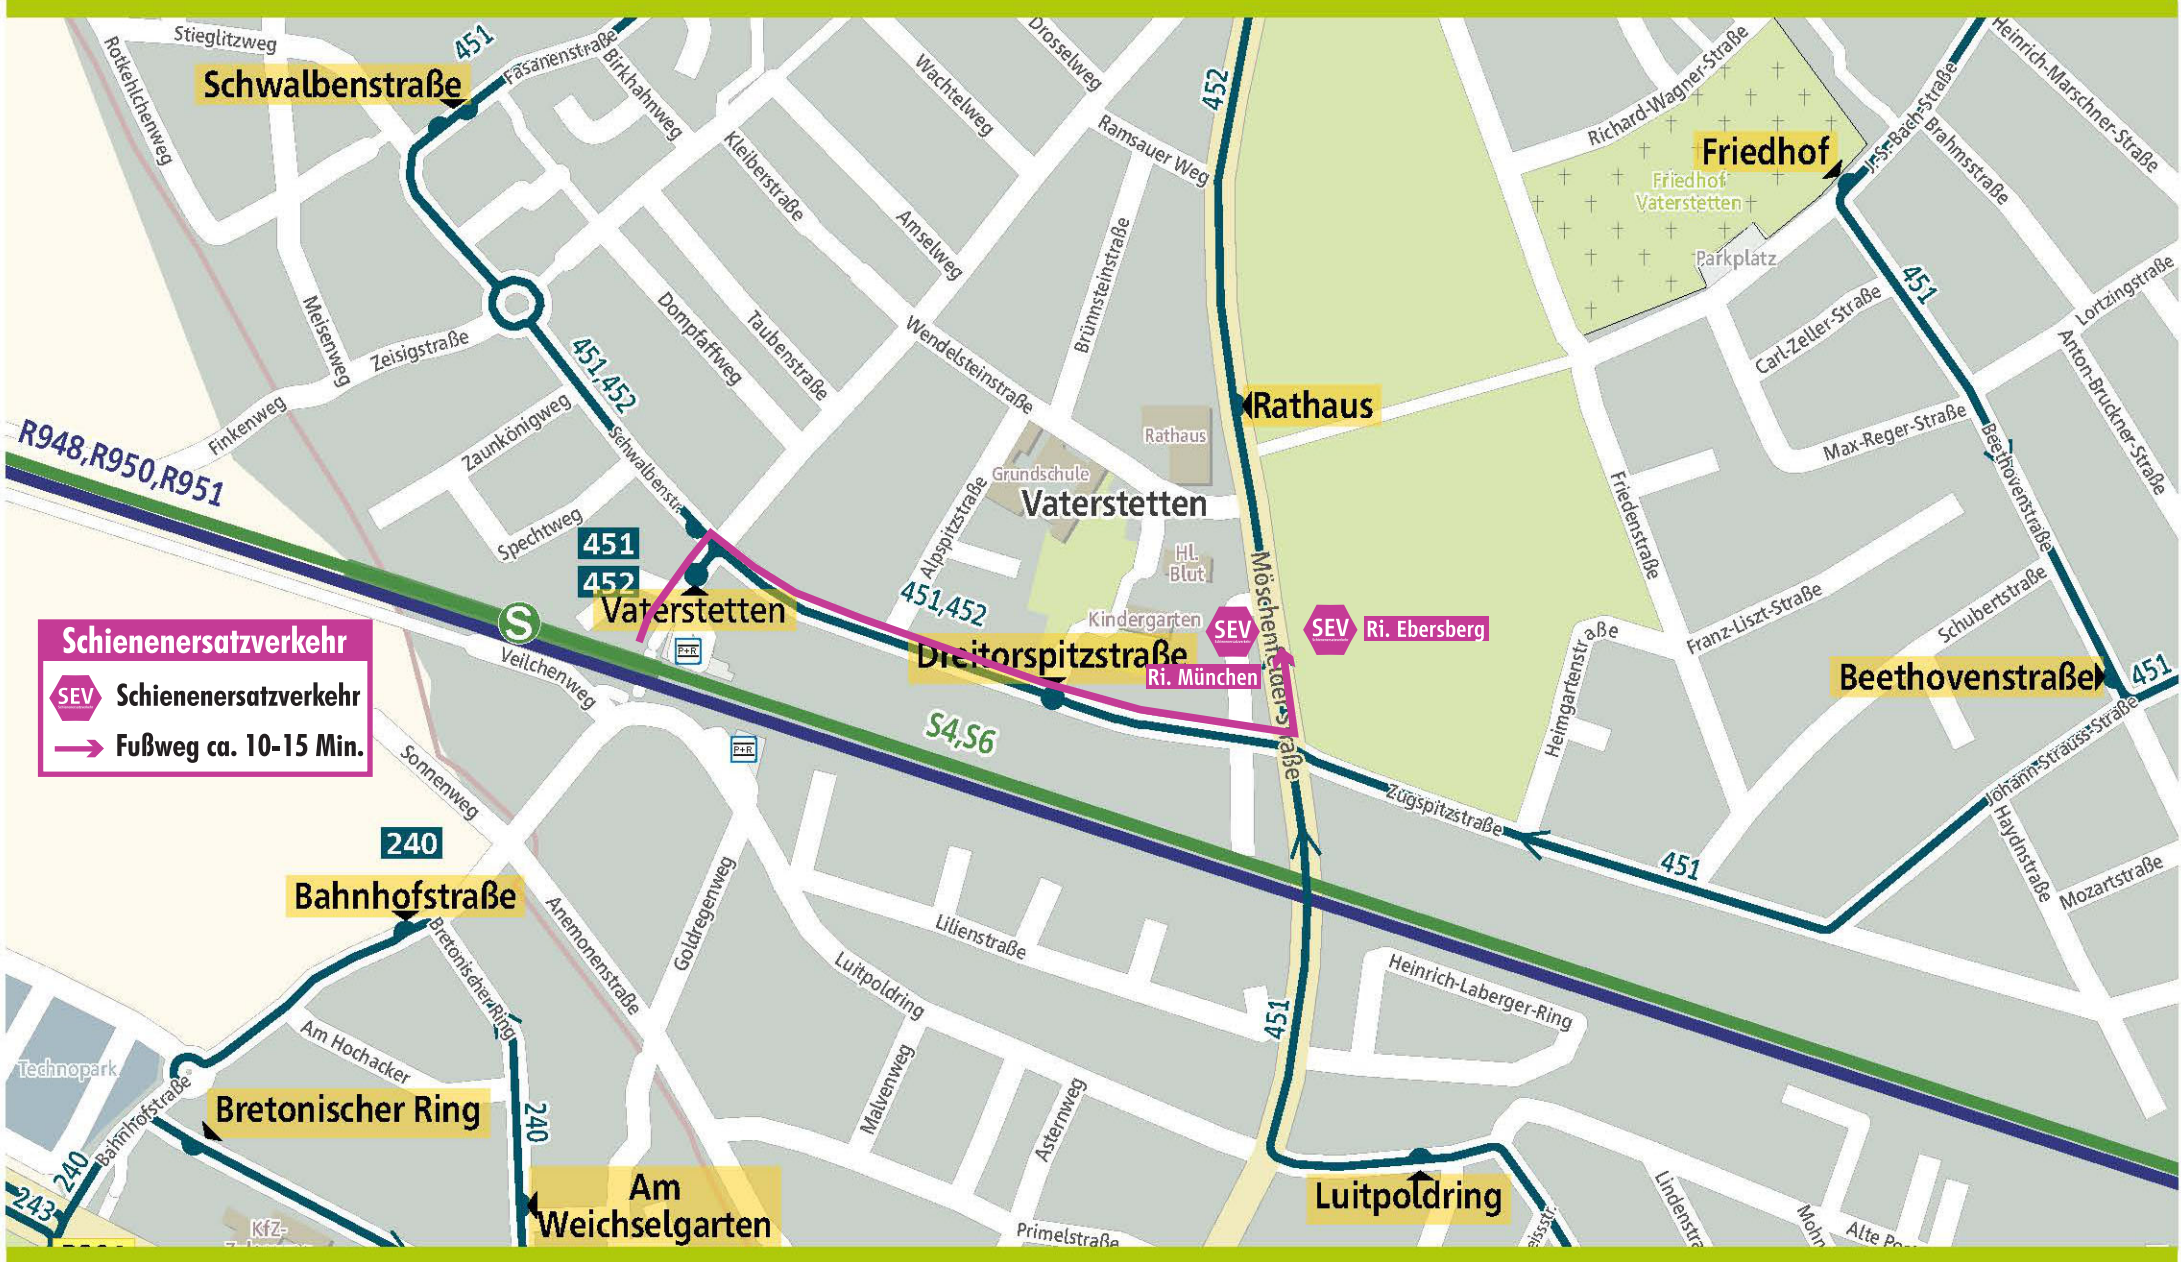 Stieglitzweg
Rotkehlchenweg
451
Fasanenstraße
Schwalbenstraße
Birkhahnweg
Wachtelweg
Drosselweg
452
Ramsauer Weg
Richard-Wagner-Straße
Heinrich-Marschner-Straße
J.-S.-Bach-Straße
Brahmsstraße
Friedhof
Friedhof
Vaterstetten
Parkplatz
Kleiberstraße
Amselweg
Brünnsteinstraße
Meisenweg
Zeisigstraße
Dompfaffweg
Taubenstraße
Wendelsteinstraße
451
Lortzingstraße
Carl-Zeller-Straße
Anton-Bruckner-Straße
Max-Reger-Straße
Beethovenstraße
451,452
Finkenweg
Zaunkönigweg
Schwalbenstr.
Spechtweg
R948,R950,R951
Rathaus
Rathaus
Grundschule
Vaterstetten
Alpspitzstraße
Hl.
Blut
Kindergarten
Friedenstraße
Franz-Liszt-Straße
Schubertstraße
451
452
Vaterstetten
451,452
Dreitorspitzstraße
Möschenfelder Straße
SEV
Ri. München
SEV
Ri. Ebersberg
Heimgartenstraße
Beethovenstraße
451
Johann-Strauss-Straße
S
P+R
P+R
Veilchenweg
Schienenersatzverkehr
SEV
Schienenersatzverkehr
Fußweg ca. 10-15 Min.
S4,S6
Sonnenweg
Zugspitzstraße
451
Haydnstraße
Mozartstraße
240
Bahnhofstraße
Bretonischer Ring
Anemonenstraße
Goldregenweg
Lilienstraße
Luitpoldring
Heinrich-Laberger-Ring
451
Am Hochacker
Technopark
Bahnhofstraße
Bretonischer Ring
240
Malvenweg
Asternweg
240
243
Am
Weichselgarten
Kfz-
Primelstraße
Luitpoldring
Alte